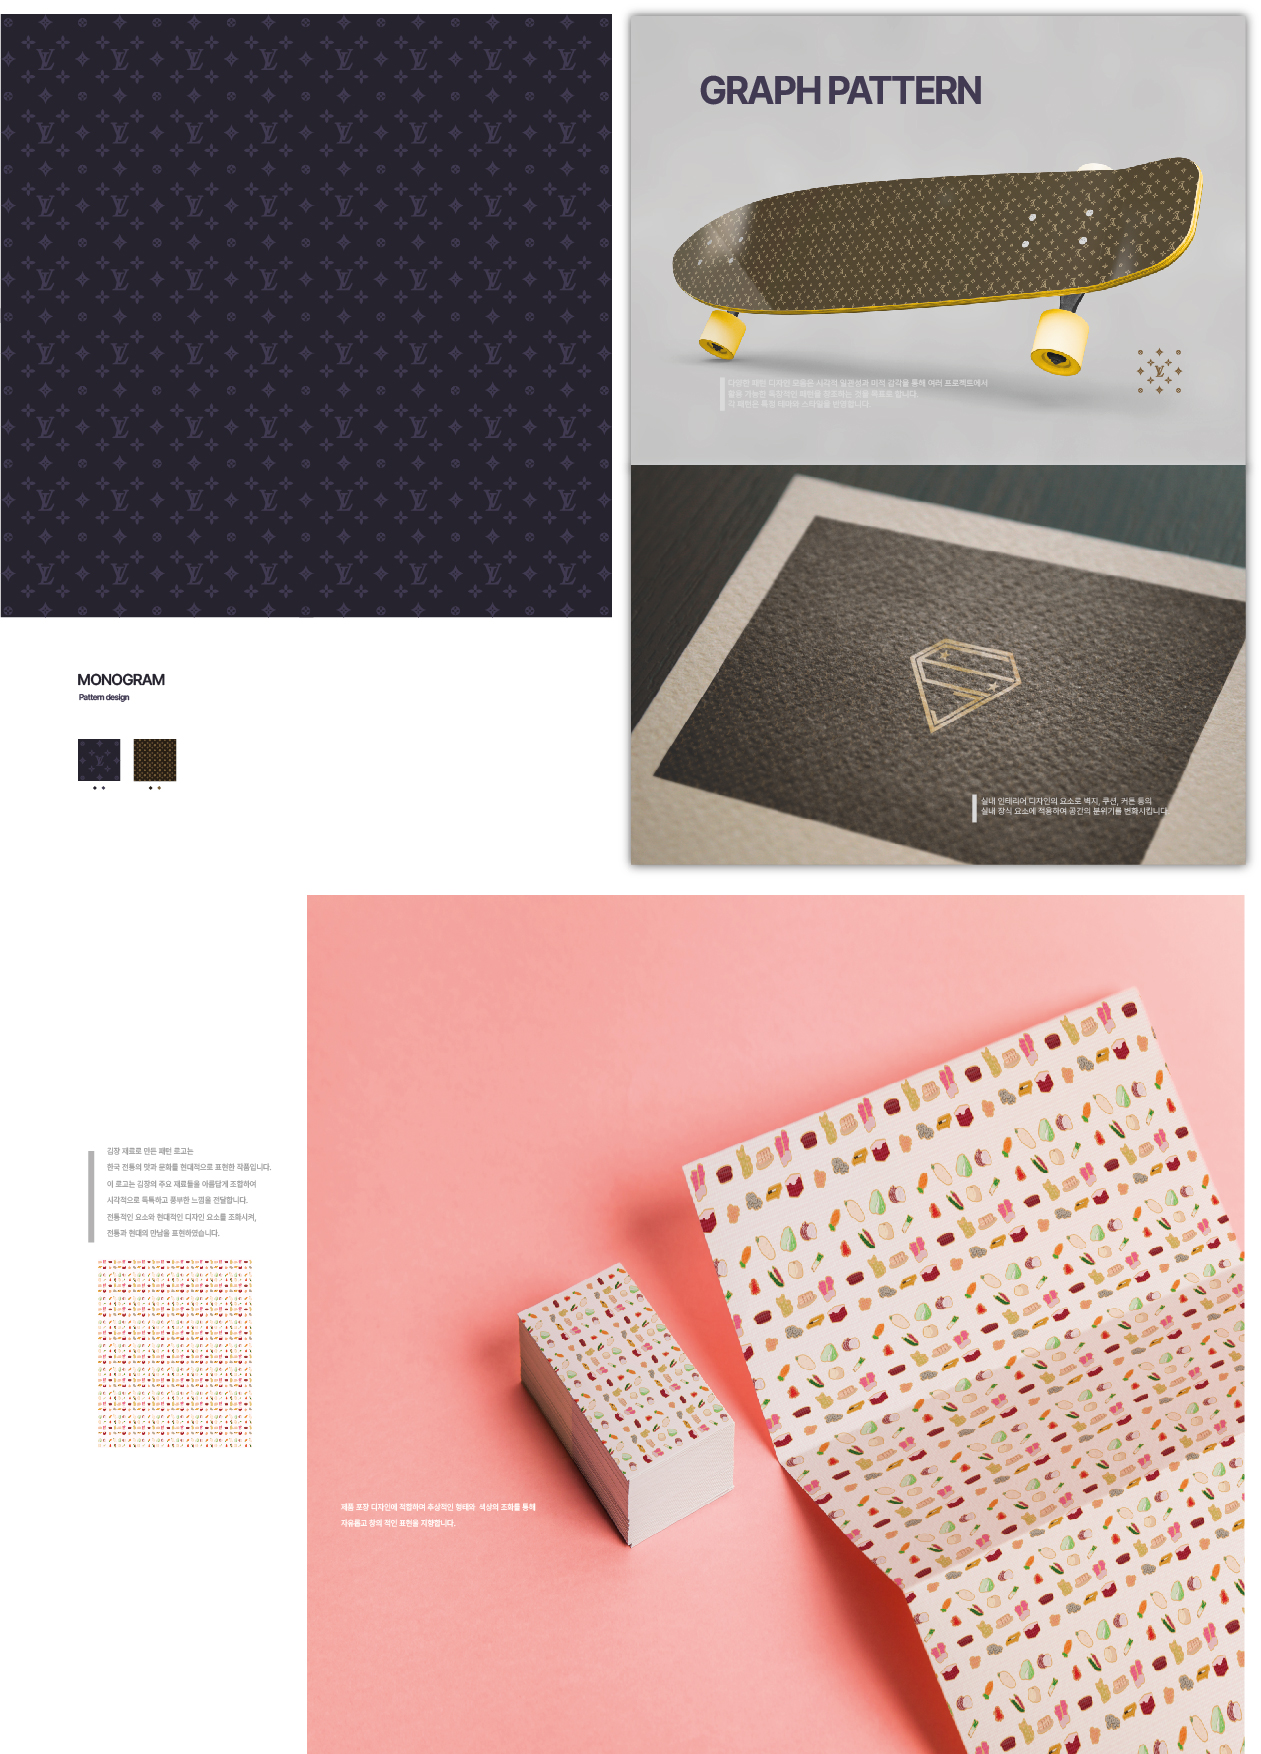 GRAPH PATTERN
다양한 패턴 디자인 모음은 시각적 일관성과 미적 감각을 통해 여러 프로젝트에서
활용 가능한 독창적인 패턴을 창조하는 것을 목표로 합니다.
각 패턴은 특정 테마와 스타일을 반영합니다.
실내 인테리어 디자인의 요소로 벽지, 쿠션, 커튼 등의
실내 장식 요소에 적용하여 공간의 분위기를 변화시킵니다.
MONOGRAM
Pattern design
김장 재료로 만든 패턴 로고는
한국 전통의 맛과 문화를 현대적으로 표현한 작품입니다.
이 로고는 김장의 주요 재료들을 아름답게 조합하여
시각적으로 독특하고 풍부한 느낌을 전달합니다.
전통적인 요소와 현대적인 디자인 요소를 조화시켜,
전통과 현대의 만남을 표현하였습니다.
제품 포장 디자인에 적합하여 추상적인 형태와 색상의 조화를 통해
자유롭고 창의 적인 표현을 지향합니다.